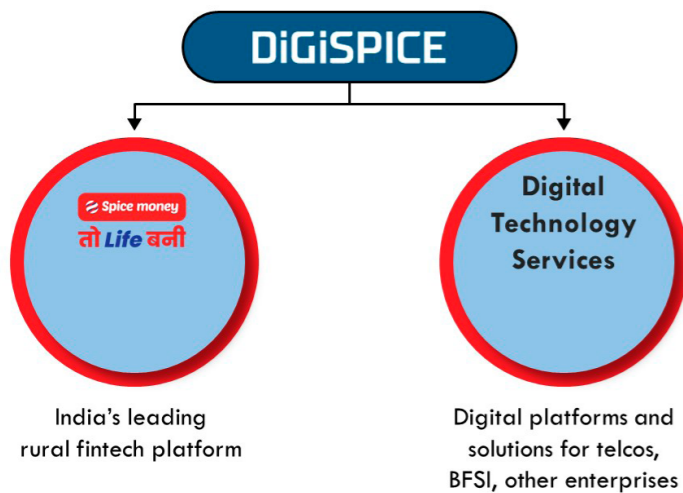 DiGiSPICE
Spice money
तो Life बनी
India's leading
rural fintech platform
Digital
Technology
Services
Digital platforms and
solutions for telcos,
BFSI, other enterprises